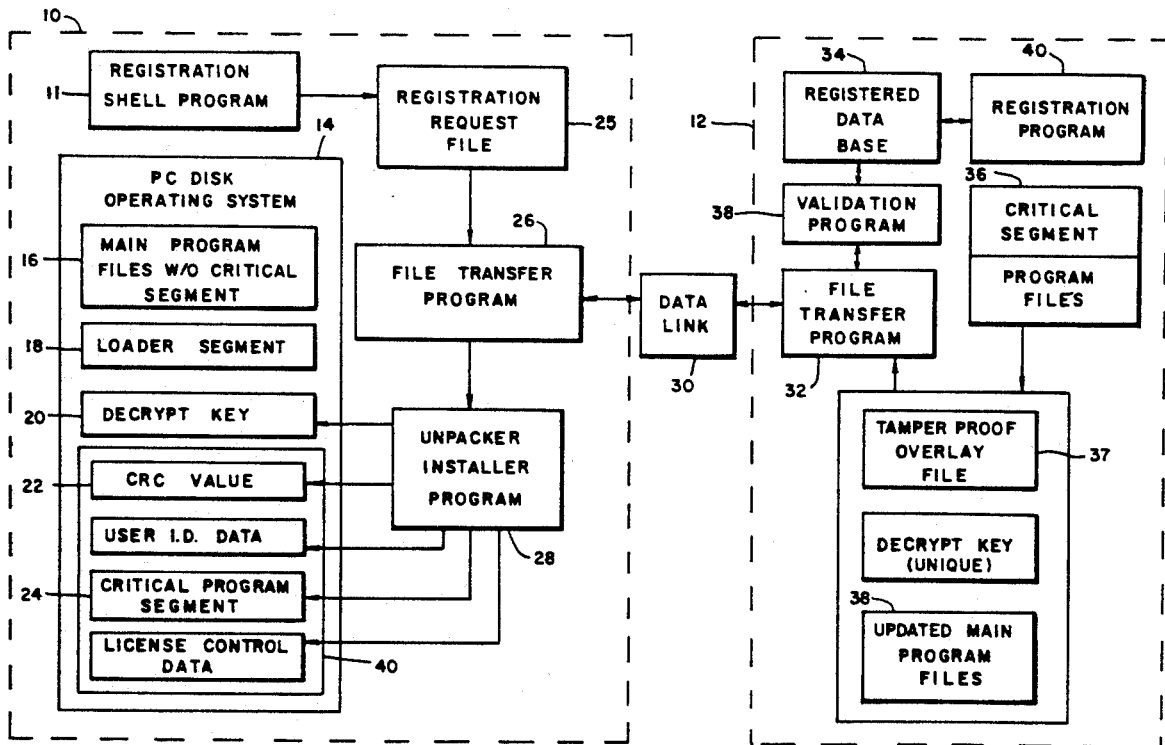 10
REGISTRATION
SHELL PROGRAM
11
REGISTRATION
REQUEST
FILE
25
14
PC DISK
OPERATING SYSTEM
16
MAIN PROGRAM
FILES W/O CRITICAL
SEGMENT
18
LOADER SEGMENT
20
DECRYPT KEY
22
CRC VALUE
USER I.D. DATA
24
CRITICAL PROGRAM
SEGMENT
LICENSE CONTROL
DATA
40
26
FILE TRANSFER
PROGRAM
UNPACKER
INSTALLER
PROGRAM
28
DATA
LINK
30
12
34
REGISTERED
DATA
BASE
40
REGISTRATION
PROGRAM
38
VALIDATION
PROGRAM
36
CRITICAL
SEGMENT
PROGRAM
FILES
FILE
TRANSFER
PROGRAM
32
TAMPER PROOF
OVERLAY
FILE
37
DECRYPT KEY
(UNIQUE)
38
UPDATED MAIN
PROGRAM
FILES